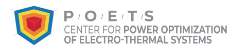 P/O/E/T/S
CENTER FOR POWER OPTIMIZATION
OF ELECTRO-THERMAL SYSTEMS